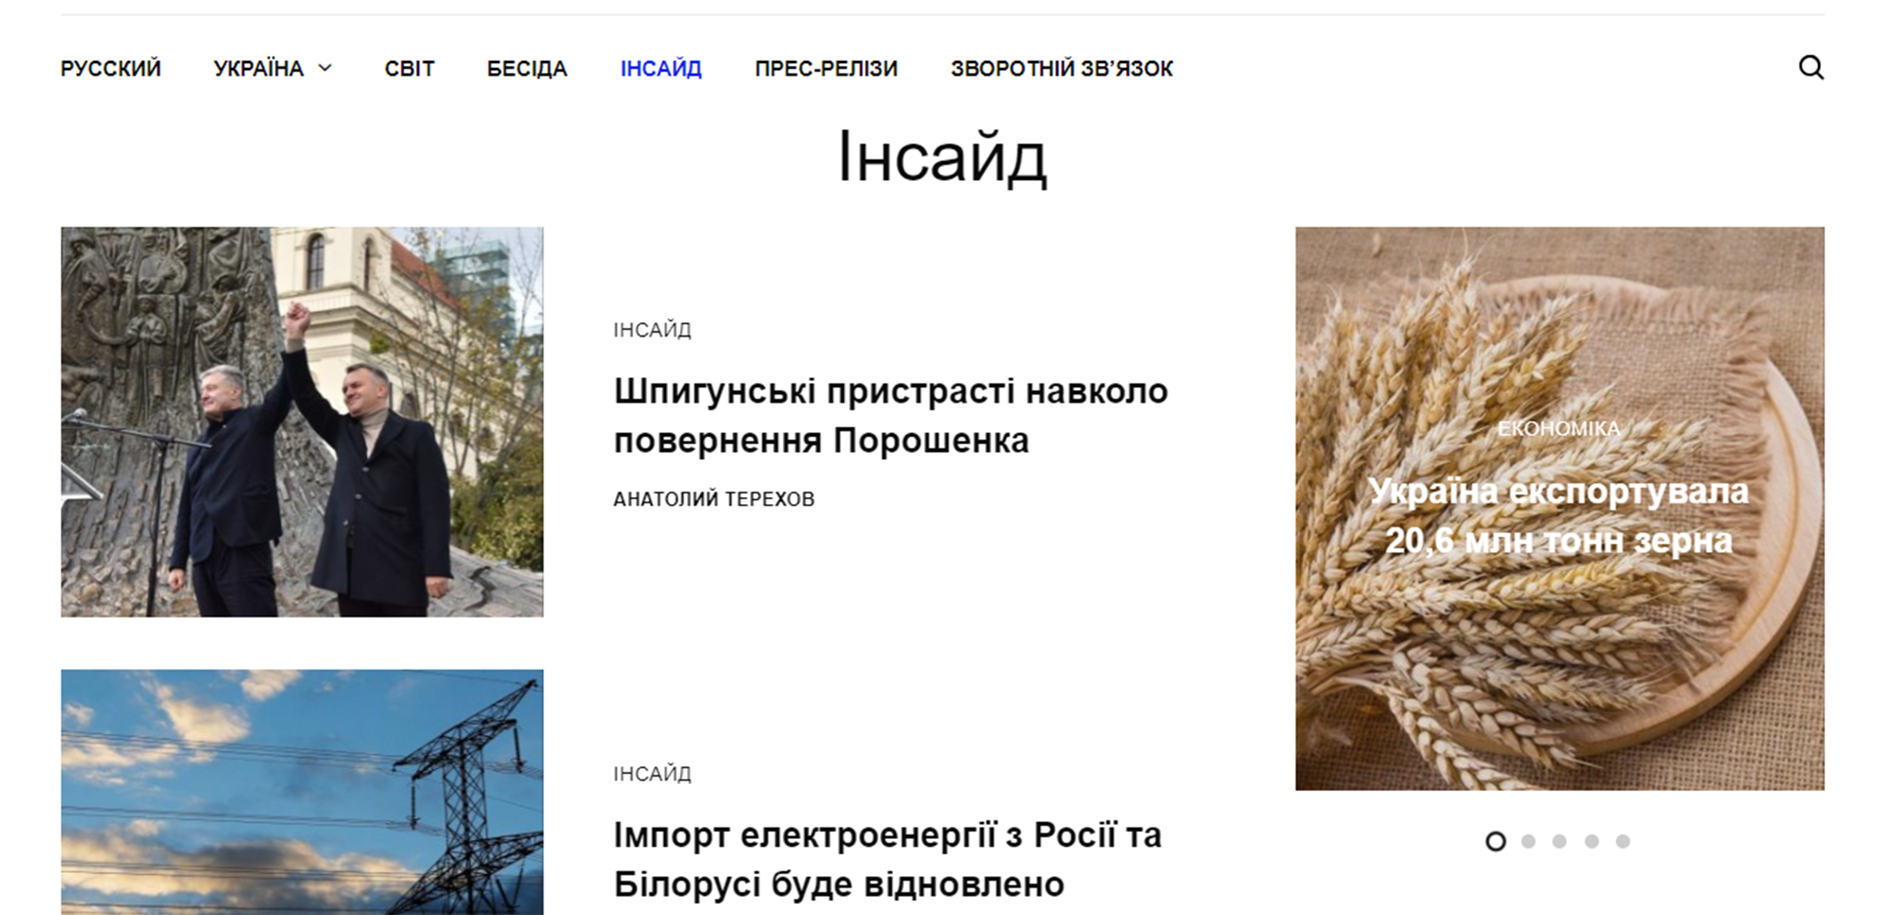 РУССКИЙ УКРАЇНА СВІТ БЕСІДА ІНСАЙД ПРЕС-РЕЛІЗИ ЗВОРОТНІЙ ЗВ’ЯЗОК
Інсайд
ІНСАЙД
Шпигунські пристрасті навколо
повернення Порошенка
АНАТОЛИЙ ТЕРЕХОВ
ІНСАЙД
Імпорт електроенергії з Росії та
Білорусі буде відновлено
ЕКОНОМІКА
Україна експортувала
20,6 млн тонн зерна